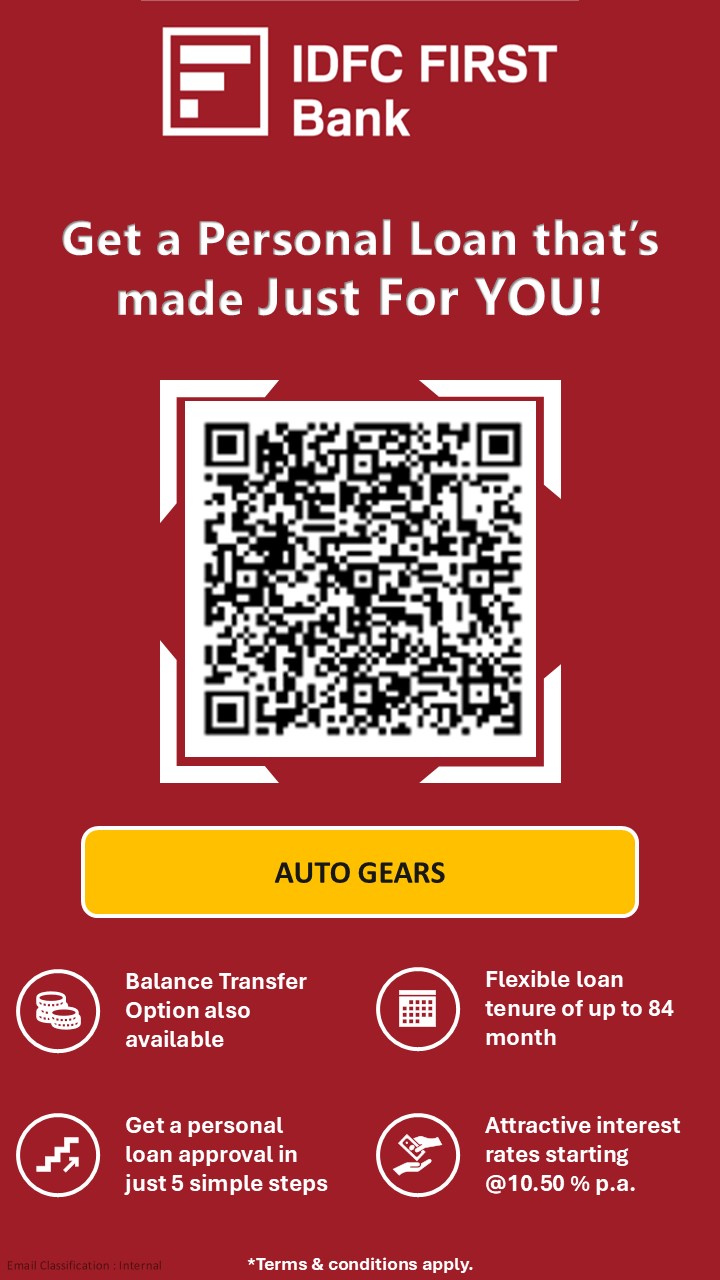 IDFC FIRST
Bank
Get a Personal Loan that’s
made Just For YOU!
AUTO GEARS
Balance Transfer
Option also
available
Flexible loan
tenure of up to 84
month
Get a personal
loan approval in
just 5 simple steps
Attractive interest
rates starting
@10.50 % p.a.
Email Classification : Internal
*Terms & conditions apply.